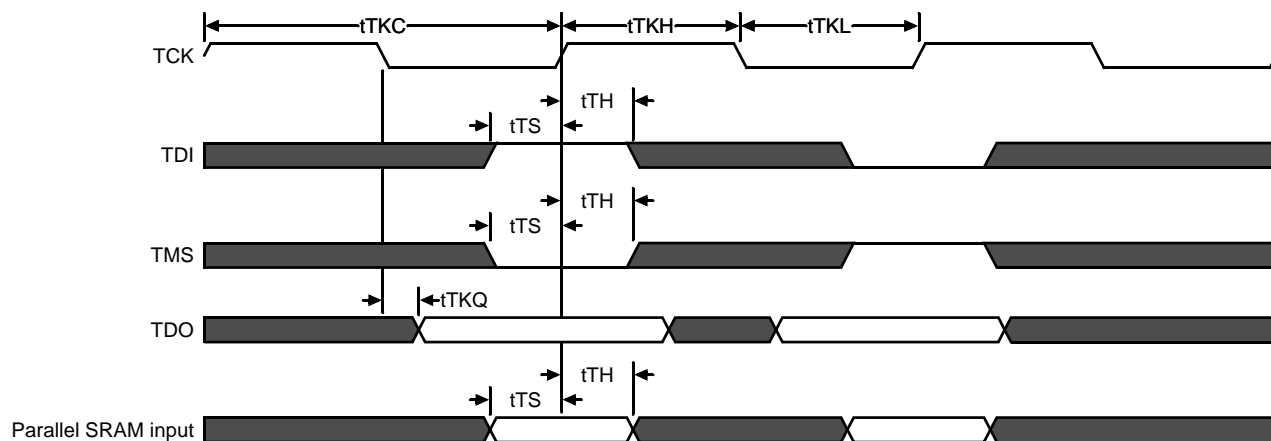 tTKC tTKH tTKL
TCK
tTH
tTS
TDI
tTH
tTS
TMS
tTKQ
TDO
tTH
tTS
Parallel SRAM input